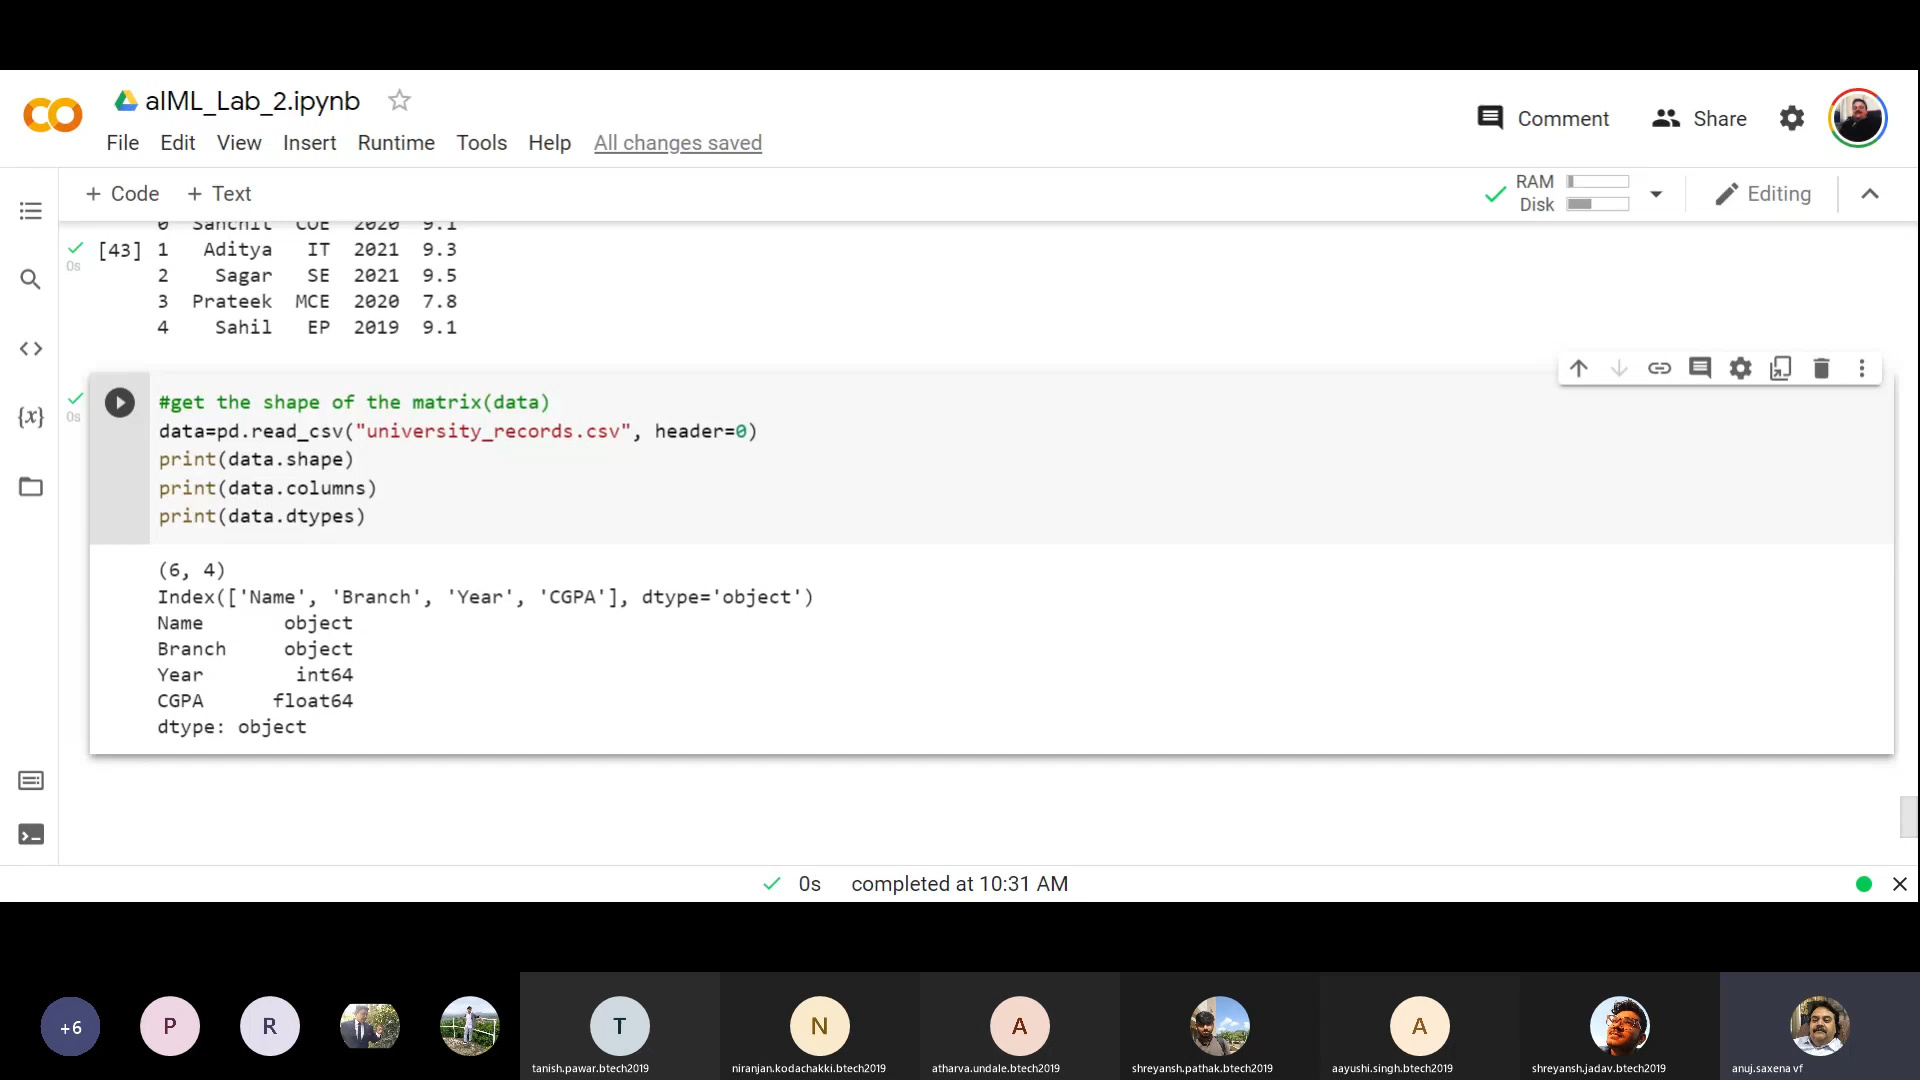 aIML_Lab_2.ipynb
Comment
Share
File Edit View Insert Runtime Tools Help All changes saved
+ Code + Text
RAM
Disk
Editing
0 Sanchit COE 2020 9.1
[43] 1 Aditya IT 2021 9.3
0s
2 Sagar SE 2021 9.5
3 Prateek MCE 2020 7.8
4 Sahil EP 2019 9.1
0s
#get the shape of the matrix(data)
data=pd.read_csv("university_records.csv", header=0)
print(data.shape)
print(data.columns)
print(data.dtypes)
{x}
(6, 4)
Index(['Name', 'Branch', 'Year', 'CGPA'], dtype='object')
Name object
Branch object
Year int64
CGPA float64
dtype: object
0s completed at 10:31 AM
+6 P R T N A A
tanish.pawar.btech2019 niranjan.kodachakki.btech2019 atharva.undale.btech2019 shreyansh.pathak.btech2019 aayushi.singh.btech2019 shreyansh.jadav.btech2019 anuj.saxena vf